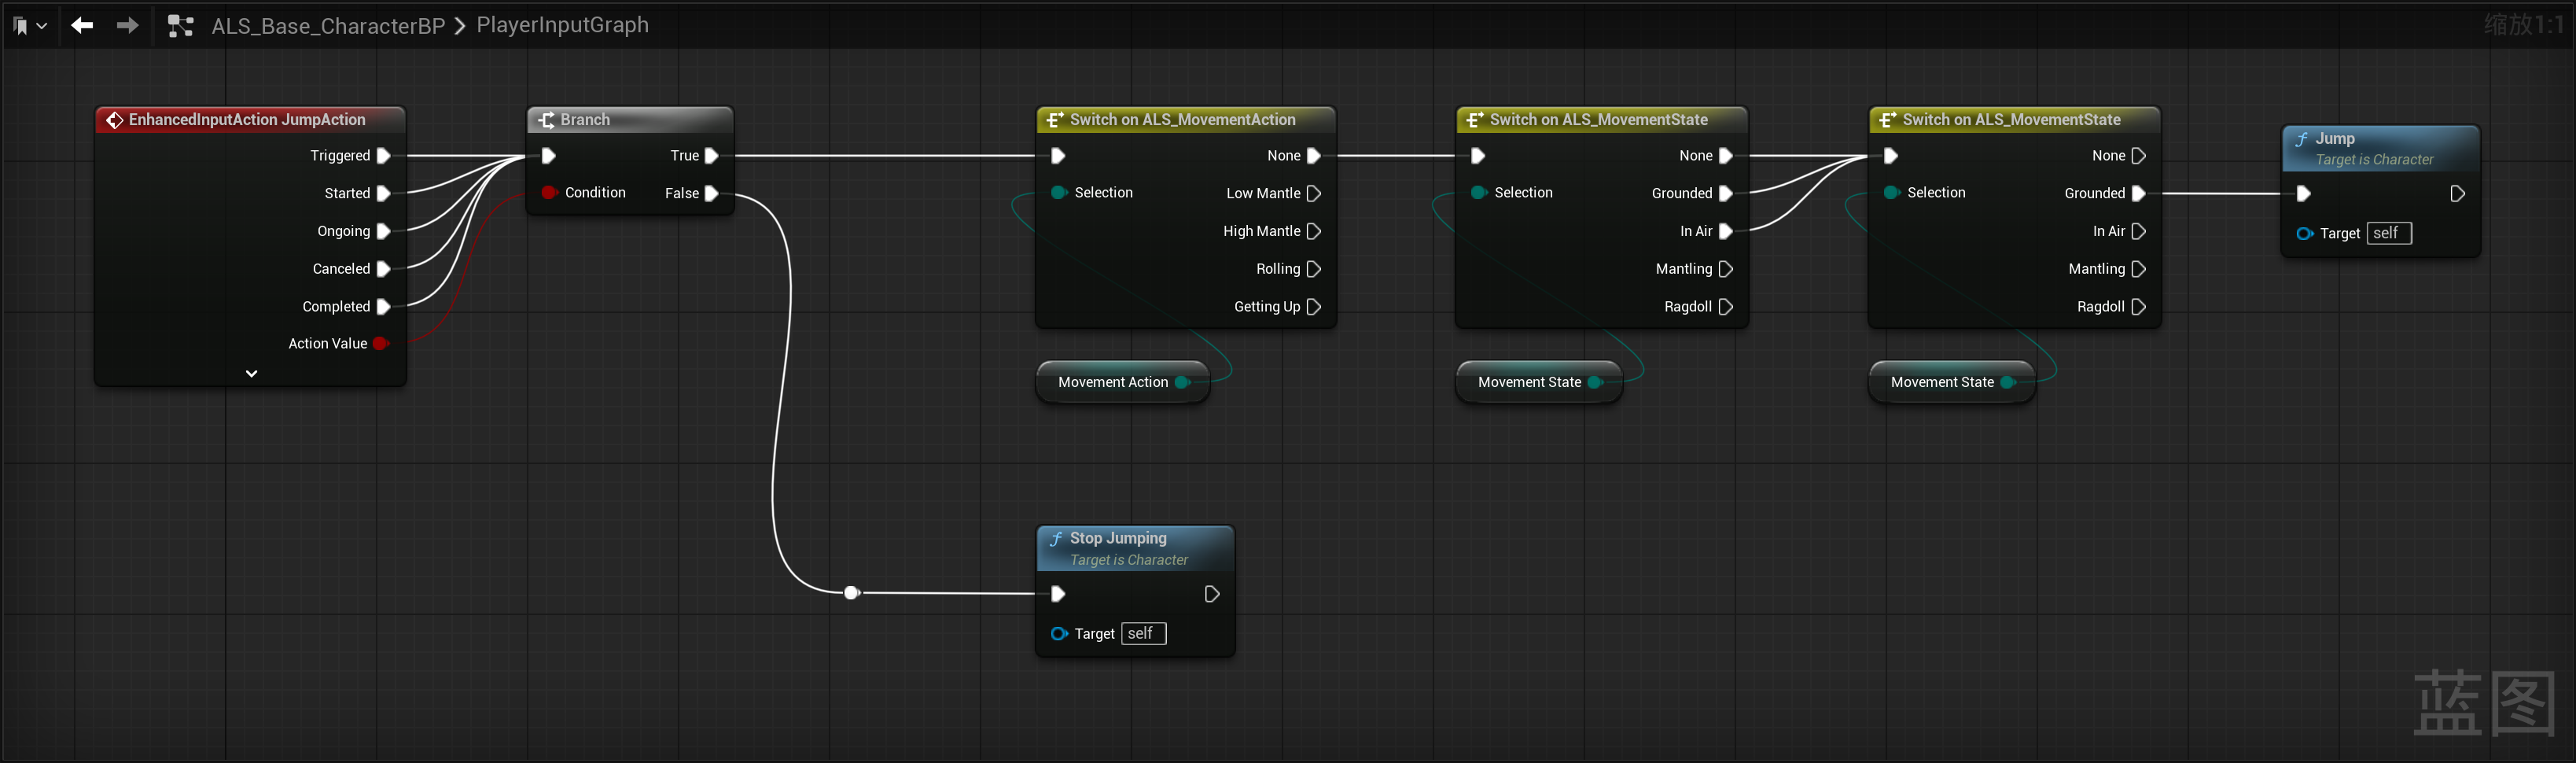 ALS_Base_CharacterBP > PlayerInputGraph
缩放1:1
EnhancedInputAction JumpAction
Triggered
Started
Ongoing
Canceled
Completed
Action Value
Branch
True
Condition
False
Switch on ALS_MovementAction
None
Selection
Low Mantle
High Mantle
Rolling
Getting Up
Movement Action
Switch on ALS_MovementState
None
Selection
Grounded
In Air
Mantling
Ragdoll
Movement State
Switch on ALS_MovementState
None
Selection
Grounded
In Air
Mantling
Ragdoll
Movement State
Jump
Target is Character
Target self
Stop Jumping
Target is Character
Target self
蓝图